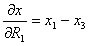 ∂x/∂R₁ = x₁ − x₃